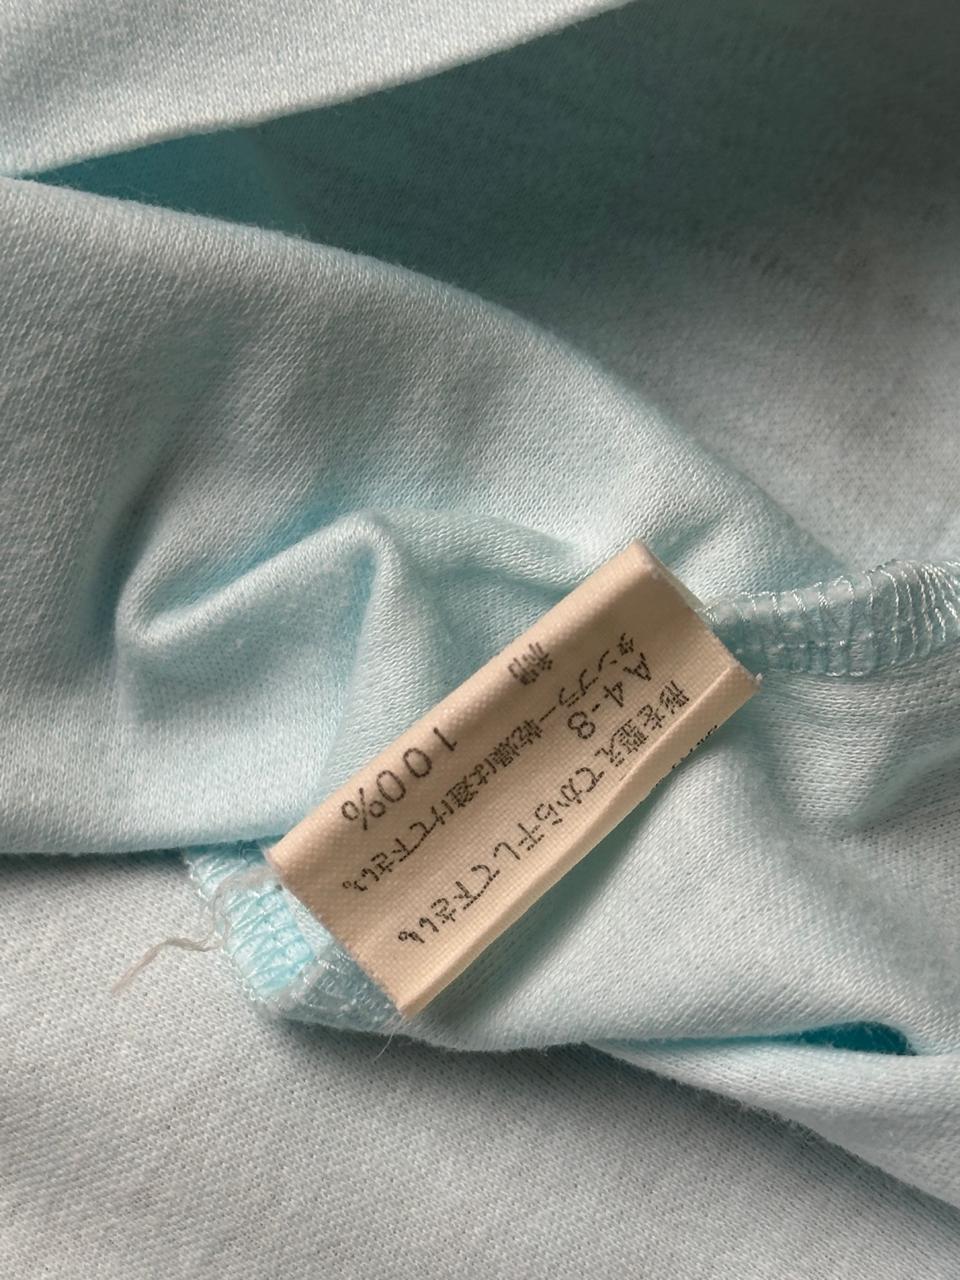 形を整えてから干して下さい。
A4-8
タンブラー乾燥は避けて下さい。
綿 100%